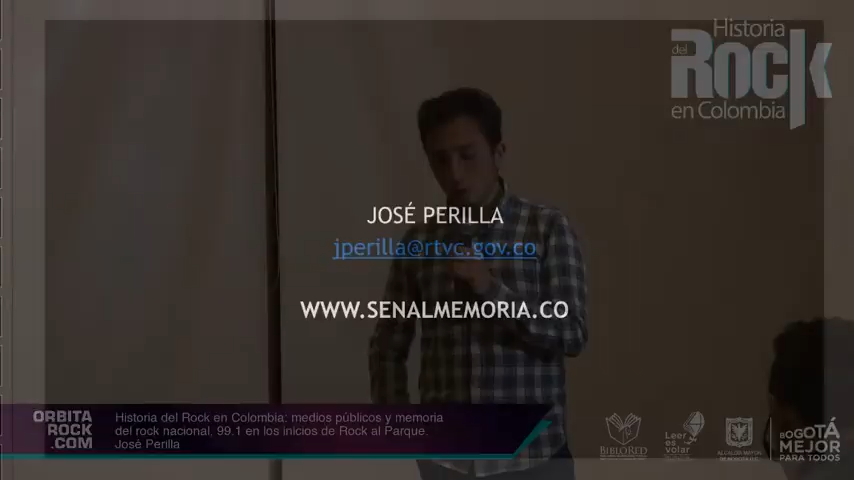 Historia
del
Rock
en Colombia
JOSÉ PERILLA
jperilla@rtvc.gov.co
WWW.SENALMEMORIA.CO
ORBITA
ROCK
.COM
Historia del Rock en Colombia: medios públicos y memoria
del rock nacional, 99.1 en los inicios de Rock al Parque.
José Perilla
BIBLORED
Leer es
volar
ALCALDÍA MAYOR
DE BOGOTÁ D.C.
BOGOTÁ
MEJOR
PARA TODOS